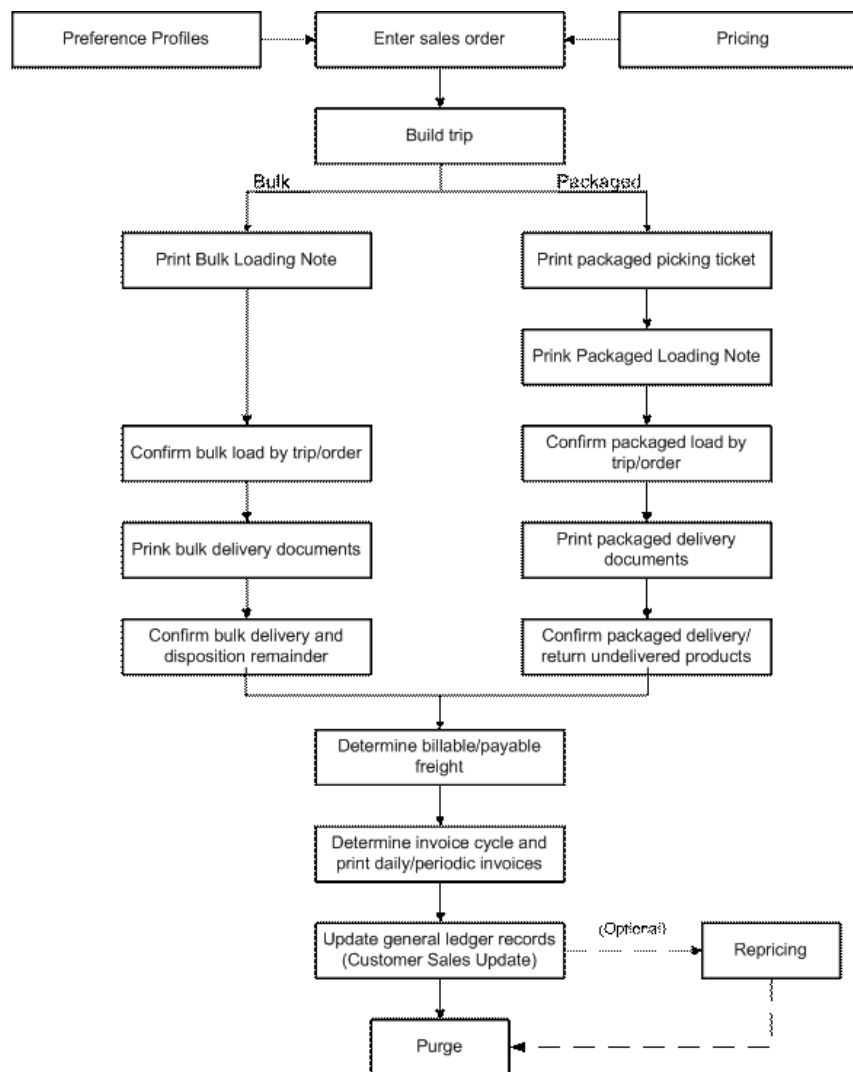 Preference Profiles
Enter sales order
Pricing
Build trip
Bulk
Packaged
Print Bulk Loading Note
Print packaged picking ticket
Prink Packaged Loading Note
Confirm bulk load by trip/order
Confirm packaged load by
trip/order
Prink bulk delivery documents
Print packaged delivery
documents
Confirm bulk delivery and
disposition remainder
Confirm packaged delivery/
return undelivered products
Determine billable/payable
freight
Determine invoice cycle and
print daily/periodic invoices
Update general ledger records
(Customer Sales Update)
(Optional)
Repricing
Purge